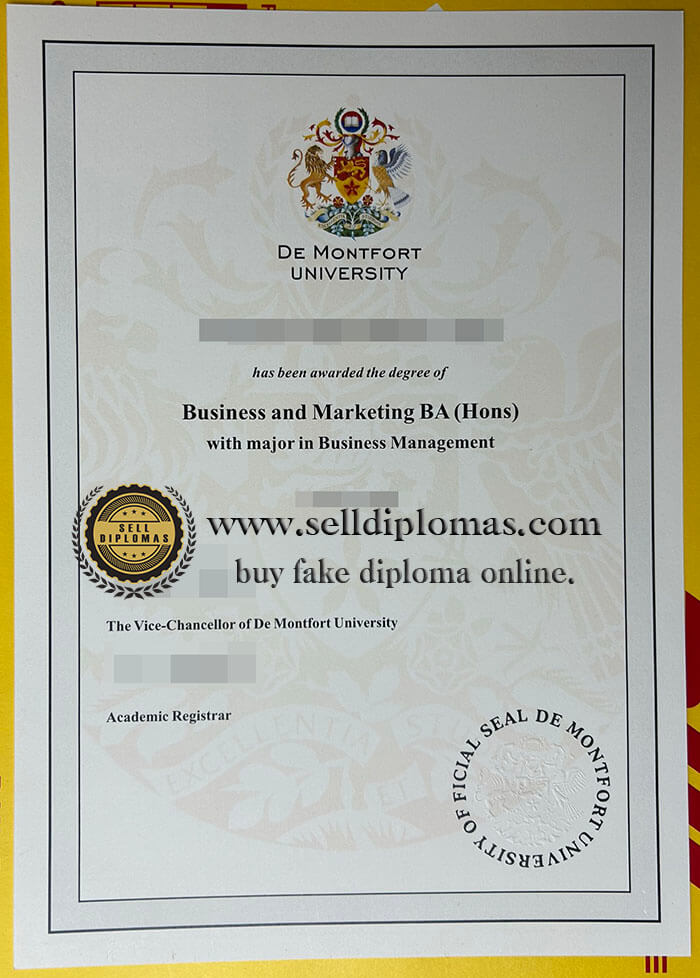 DE MONTFORT
UNIVERSITY
has been awarded the degree of
Business and Marketing BA (Hons)
with major in Business Management
SELL
DIPLOMAS
www.selldiplomas.com
buy fake diploma online.
The Vice-Chancellor of De Montfort University
Academic Registrar
EXCELLENTIA
ET
OFFICIAL SEAL DE MONTFORT UNIVERSITY